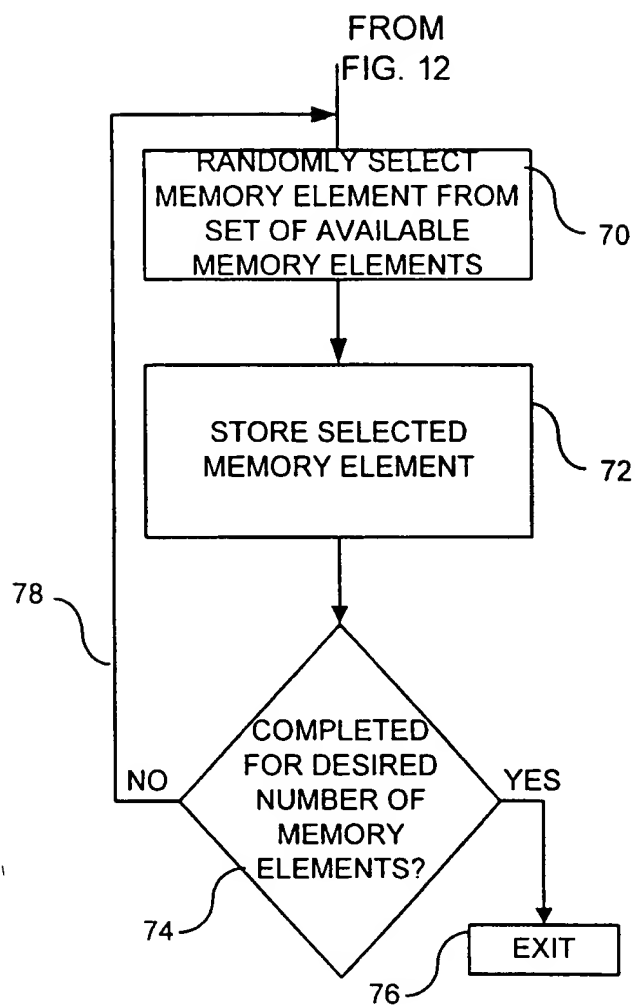 FROM
FIG. 12
RANDOMLY SELECT
MEMORY ELEMENT FROM
SET OF AVAILABLE
MEMORY ELEMENTS
70
STORE SELECTED
MEMORY ELEMENT
72
78
COMPLETED
FOR DESIRED
NUMBER OF
MEMORY
ELEMENTS?
NO
YES
74
EXIT
76